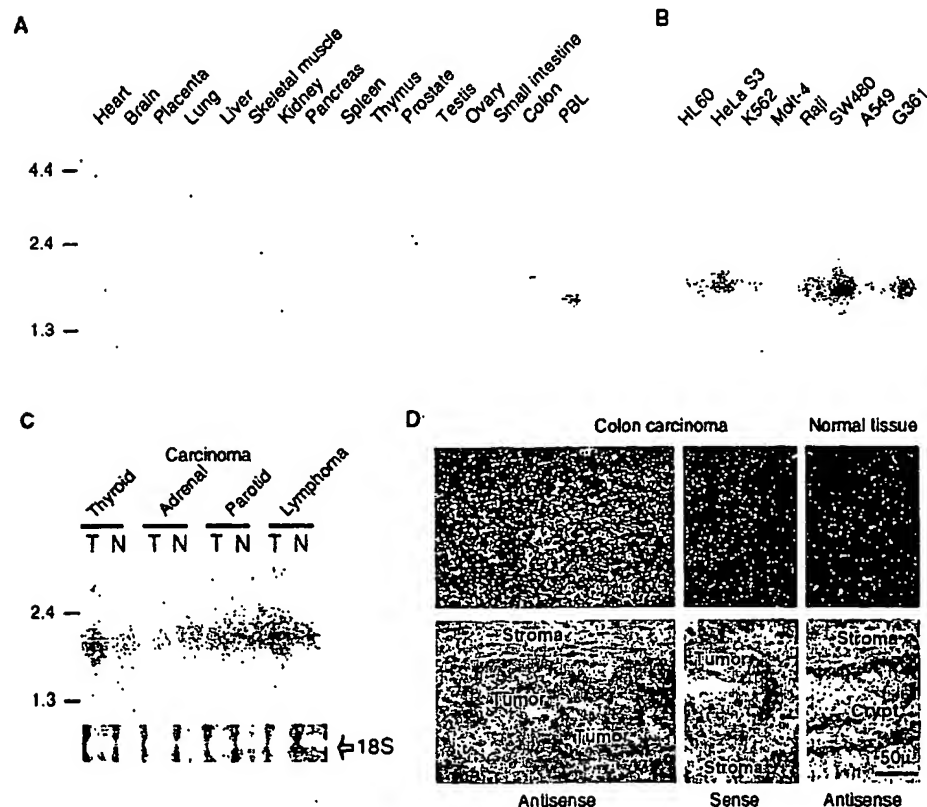 A
Heart
Brain
Placenta
Lung
Liver
Skeletal muscle
Kidney
Pancreas
Spleen
Thymus
Prostate
Testis
Ovary
Small intestine
Colon
PBL
4.4
2.4
1.3
B
HL60
HeLa S3
K562
Molt-4
Raji
SW480
A549
G361
C
Carcinoma
Thyroid
Adrenal
Parotid
Lymphoma
T N T N T N T N
2.4
1.3
18S
D
Colon carcinoma Normal tissue
Stroma Tumor Stroma
Tumor Crypt
Tumor Stroma 50μ
Antisense Sense Antisense